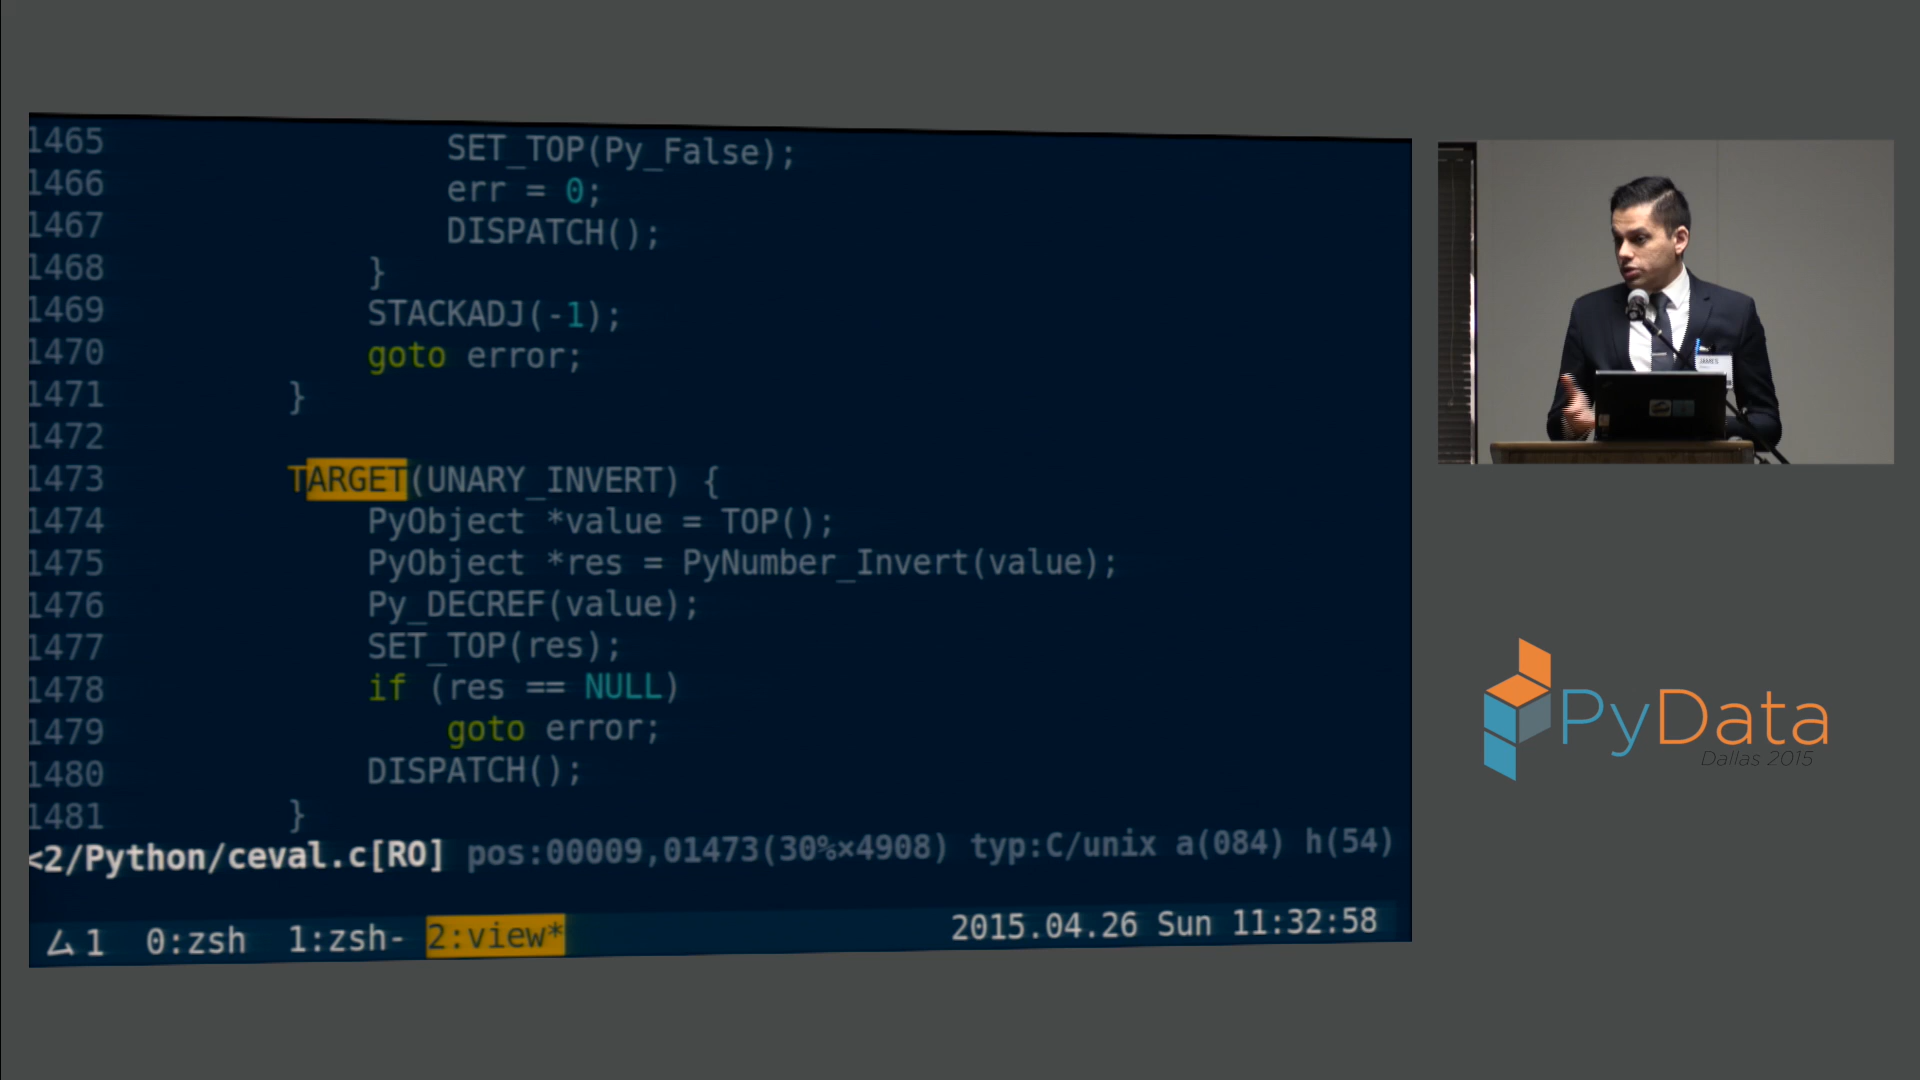 1465 SET_TOP(Py_False);
1466 err = 0;
1467 DISPATCH();
1468 }
1469 STACKADJ(-1);
1470 goto error;
1471 }
1472
1473 TARGET(UNARY_INVERT) {
1474 PyObject *value = TOP();
1475 PyObject *res = PyNumber_Invert(value);
1476 Py_DECREF(value);
1477 SET_TOP(res);
1478 if (res == NULL)
1479 goto error;
1480 DISPATCH();
1481 }
<2/Python/ceval.c[RO] pos:00009,01473(30%×4908) typ:C/unix a(084) h(54)
1 0:zsh 1:zsh- 2:view* 2015.04.26 Sun 11:32:58
JAMES
PyData
Dallas 2015